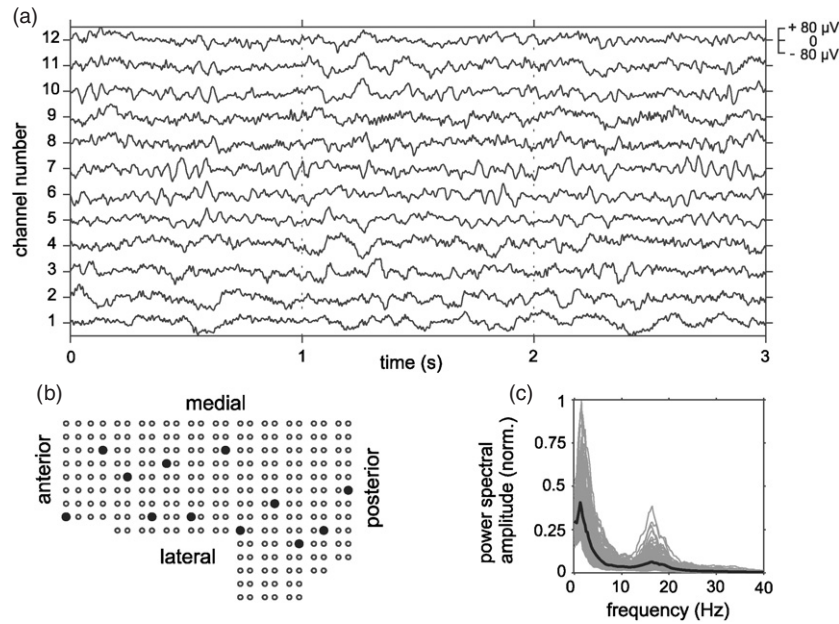 (a)
+ 80 µV
0
- 80 µV
channel number
12
11
10
9
8
7
6
5
4
3
2
1
0 1 2 3
time (s)
(b)
medial
anterior
posterior
lateral
(c)
power spectral
amplitude (norm.)
1
0.75
0.5
0.25
0
0 10 20 30 40
frequency (Hz)